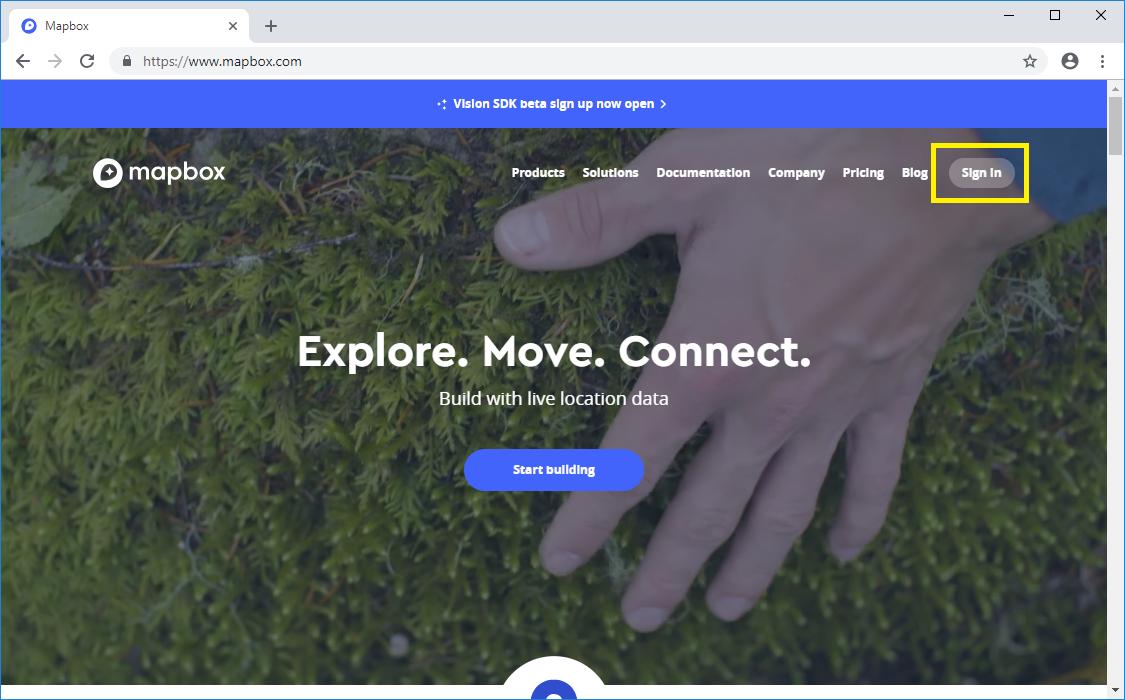 Mapbox
https://www.mapbox.com
Vision SDK beta sign up now open
mapbox
Products Solutions Documentation Company Pricing Blog Sign in
Explore. Move. Connect.
Build with live location data
Start building